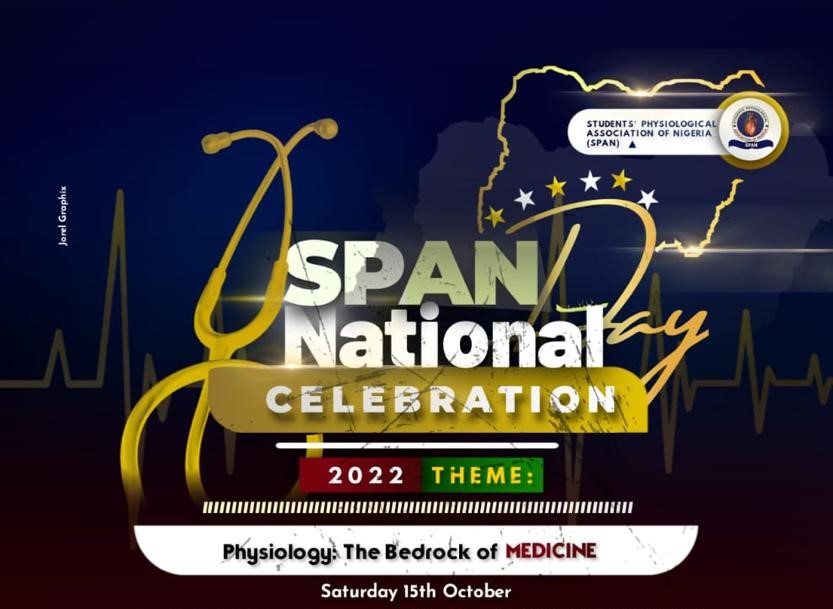 STUDENTS' PHYSIOLOGICAL
ASSOCIATION OF NIGERIA
(SPAN)
SPAN
Jorel Graphix
SPAN
Day
National
CELEBRATION
2022 THEME:
Physiology: The Bedrock of MEDICINE
Saturday 15th October